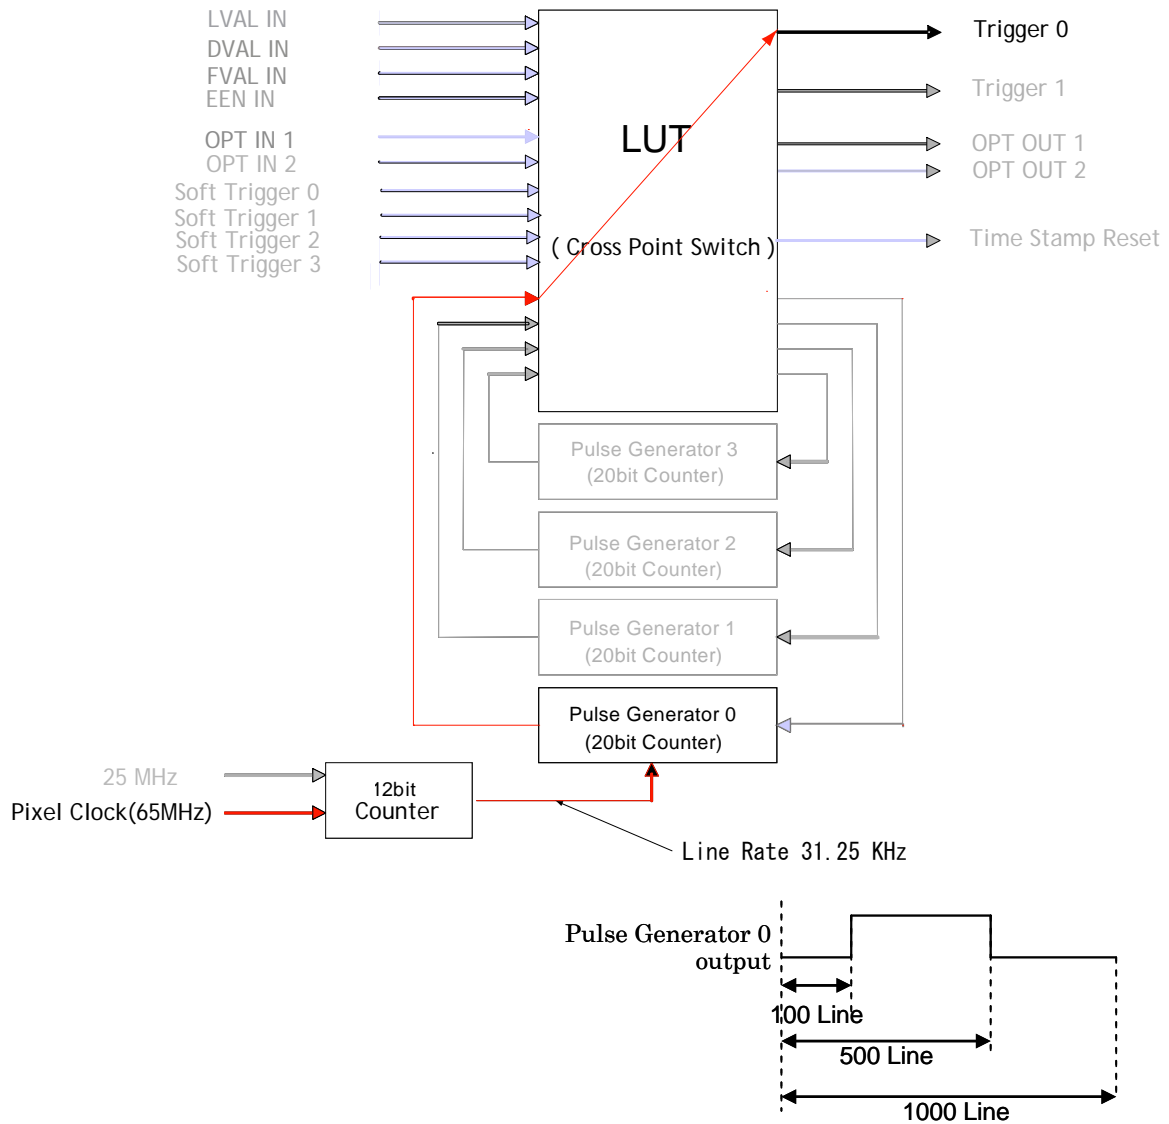 LVAL IN
DVAL IN
FVAL IN
EEN IN
OPT IN 1
OPT IN 2
Soft Trigger 0
Soft Trigger 1
Soft Trigger 2
Soft Trigger 3
LUT
( Cross Point Switch )
Trigger 0
Trigger 1
OPT OUT 1
OPT OUT 2
Time Stamp Reset
Pulse Generator 3
(20bit Counter)
Pulse Generator 2
(20bit Counter)
Pulse Generator 1
(20bit Counter)
Pulse Generator 0
(20bit Counter)
25 MHz
Pixel Clock(65MHz)
12bit
Counter
Line Rate 31.25 KHz
Pulse Generator 0
output
100 Line
500 Line
1000 Line